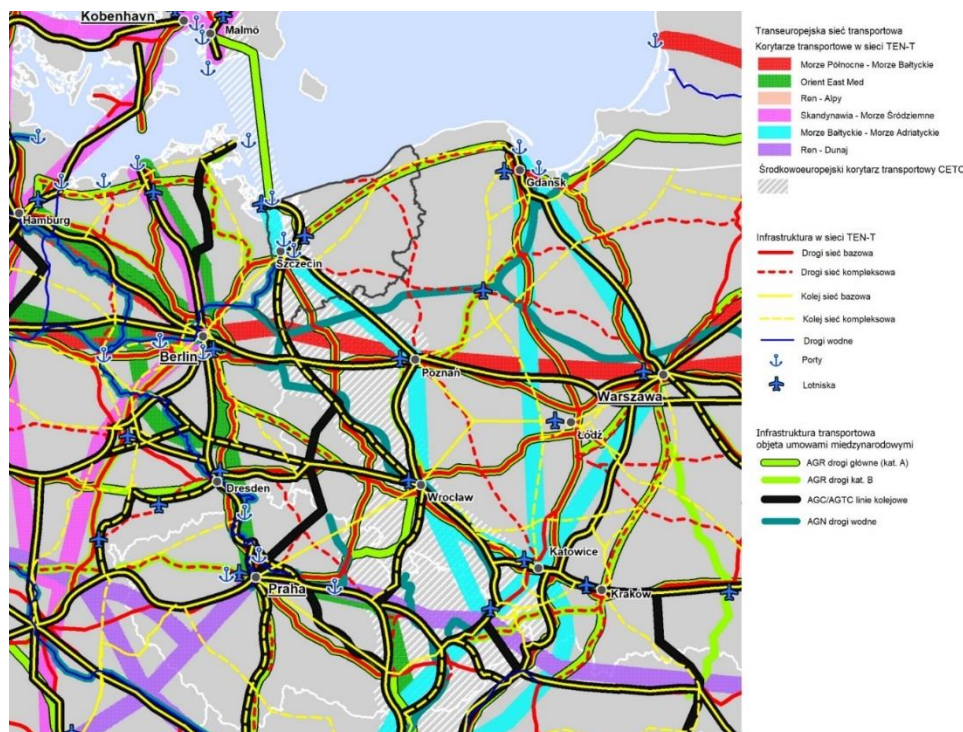 Kobenhavn
Malmö
Gdańsk
Hamburg
Szczecin
Berlin
Poznań
Warszawa
Łódź
Dresden
Wrocław
Katowice
Praha
Kraków
Transeuropejska sieć transportowa
Korytarze transportowe w sieci TEN-T
Morze Północne - Morze Bałtyckie
Orient East Med
Ren - Alpy
Skandynawia - Morze Śródziemne
Morze Bałtyckie - Morze Adriatyckie
Ren - Dunaj
Środkowoeuropejski korytarz transportowy CETC
Infrastruktura w sieci TEN-T
Drogi sieć bazowa
Drogi sieć kompleksowa
Kolej sieć bazowa
Kolej sieć kompleksowa
Drogi wodne
Porty
Lotniska
Infrastruktura transportowa
objeta umowami miedzynarodowymi
AGR drogi główne (kat. A)
AGR drogi kat. B
AGC/AGTC linie kolejowe
AGN drogi wodne